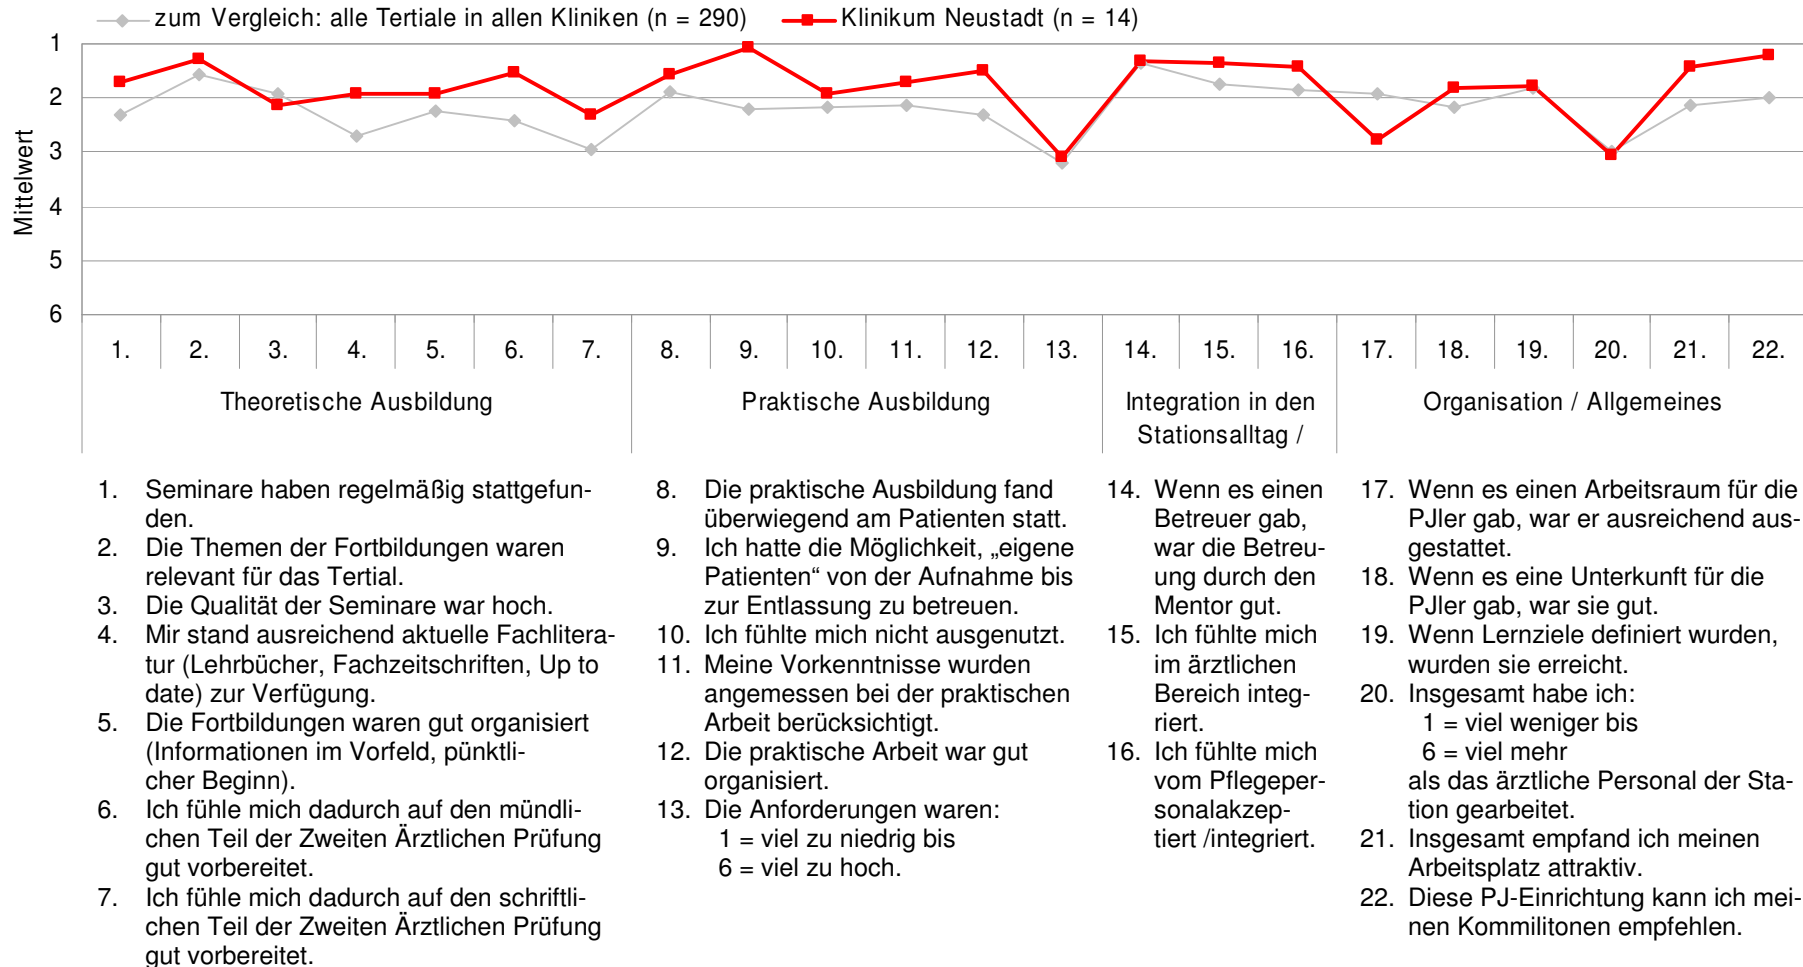 zum Vergleich: alle Tertiale in allen Kliniken (n = 290)
Klinikum Neustadt (n = 14)
Mittelwert
1
2
3
4
5
6
1. 2. 3. 4. 5. 6. 7. 8. 9. 10. 11. 12. 13. 14. 15. 16. 17. 18. 19. 20. 21. 22.
Theoretische Ausbildung
Praktische Ausbildung
Integration in den
Stationsalltag /
Organisation / Allgemeines
1. Seminare haben regelmäßig stattgefun-
den.
2. Die Themen der Fortbildungen waren
relevant für das Tertial.
3. Die Qualität der Seminare war hoch.
4. Mir stand ausreichend aktuelle Fachlitera-
tur (Lehrbücher, Fachzeitschriften, Up to
date) zur Verfügung.
5. Die Fortbildungen waren gut organisiert
(Informationen im Vorfeld, pünktli-
cher Beginn).
6. Ich fühle mich dadurch auf den mündli-
chen Teil der Zweiten Ärztlichen Prüfung
gut vorbereitet.
7. Ich fühle mich dadurch auf den schriftli-
chen Teil der Zweiten Ärztlichen Prüfung
gut vorbereitet.
8. Die praktische Ausbildung fand
überwiegend am Patienten statt.
9. Ich hatte die Möglichkeit, „eigene
Patienten“ von der Aufnahme bis
zur Entlassung zu betreuen.
10. Ich fühlte mich nicht ausgenutzt.
11. Meine Vorkenntnisse wurden
angemessen bei der praktischen
Arbeit berücksichtigt.
12. Die praktische Arbeit war gut
organisiert.
13. Die Anforderungen waren:
1 = viel zu niedrig bis
6 = viel zu hoch.
14. Wenn es einen
Betreuer gab,
war die Betreu-
ung durch den
Mentor gut.
15. Ich fühlte mich
im ärztlichen
Bereich integ-
riert.
16. Ich fühlte mich
vom Pflegeper-
sonalakzep-
tiert /integriert.
17. Wenn es einen Arbeitsraum für die
PJler gab, war er ausreichend aus-
gestattet.
18. Wenn es eine Unterkunft für die
PJler gab, war sie gut.
19. Wenn Lernziele definiert wurden,
wurden sie erreicht.
20. Insgesamt habe ich:
1 = viel weniger bis
6 = viel mehr
als das ärztliche Personal der Sta-
tion gearbeitet.
21. Insgesamt empfand ich meinen
Arbeitsplatz attraktiv.
22. Diese PJ-Einrichtung kann ich mei-
nen Kommilitonen empfehlen.